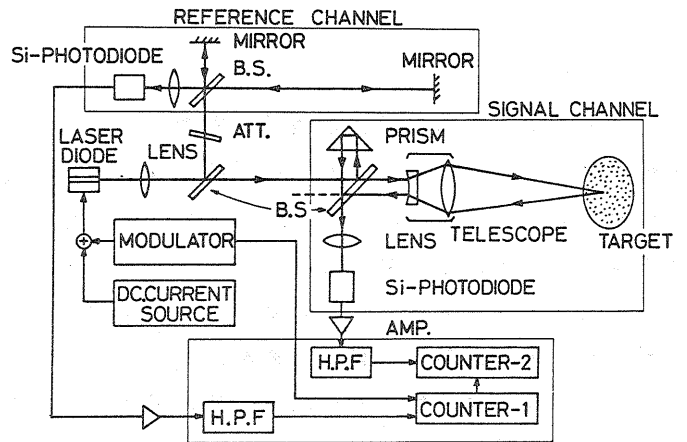 REFERENCE CHANNEL
MIRROR
Si-PHOTODIODE
B.S.
MIRROR
SIGNAL CHANNEL
ATT.
PRISM
LASER
DIODE
LENS
B.S
LENS
TELESCOPE
TARGET
MODULATOR
Si-PHOTODIODE
DC.CURRENT
SOURCE
AMP.
H.P.F
COUNTER-2
H.P.F
COUNTER-1